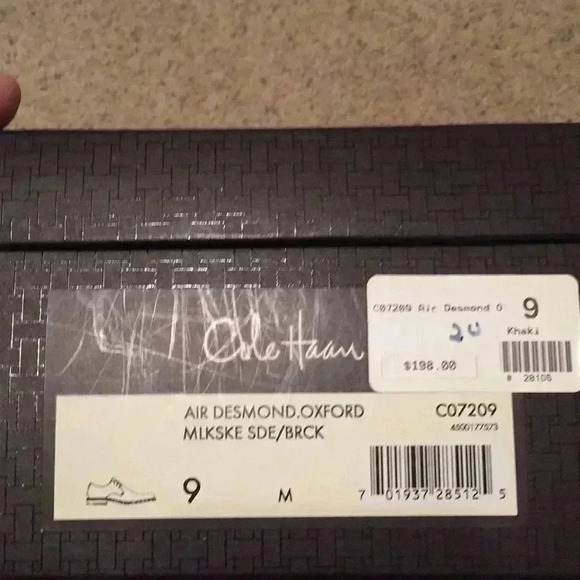 Cole Haan
C07209 Air Desmond O
9
Khaki
$198.00
# 28105
AIR DESMOND.OXFORD
C07209
MLKSKE SDE/BRCK
4500177573
9
M
7 01937 28512 5